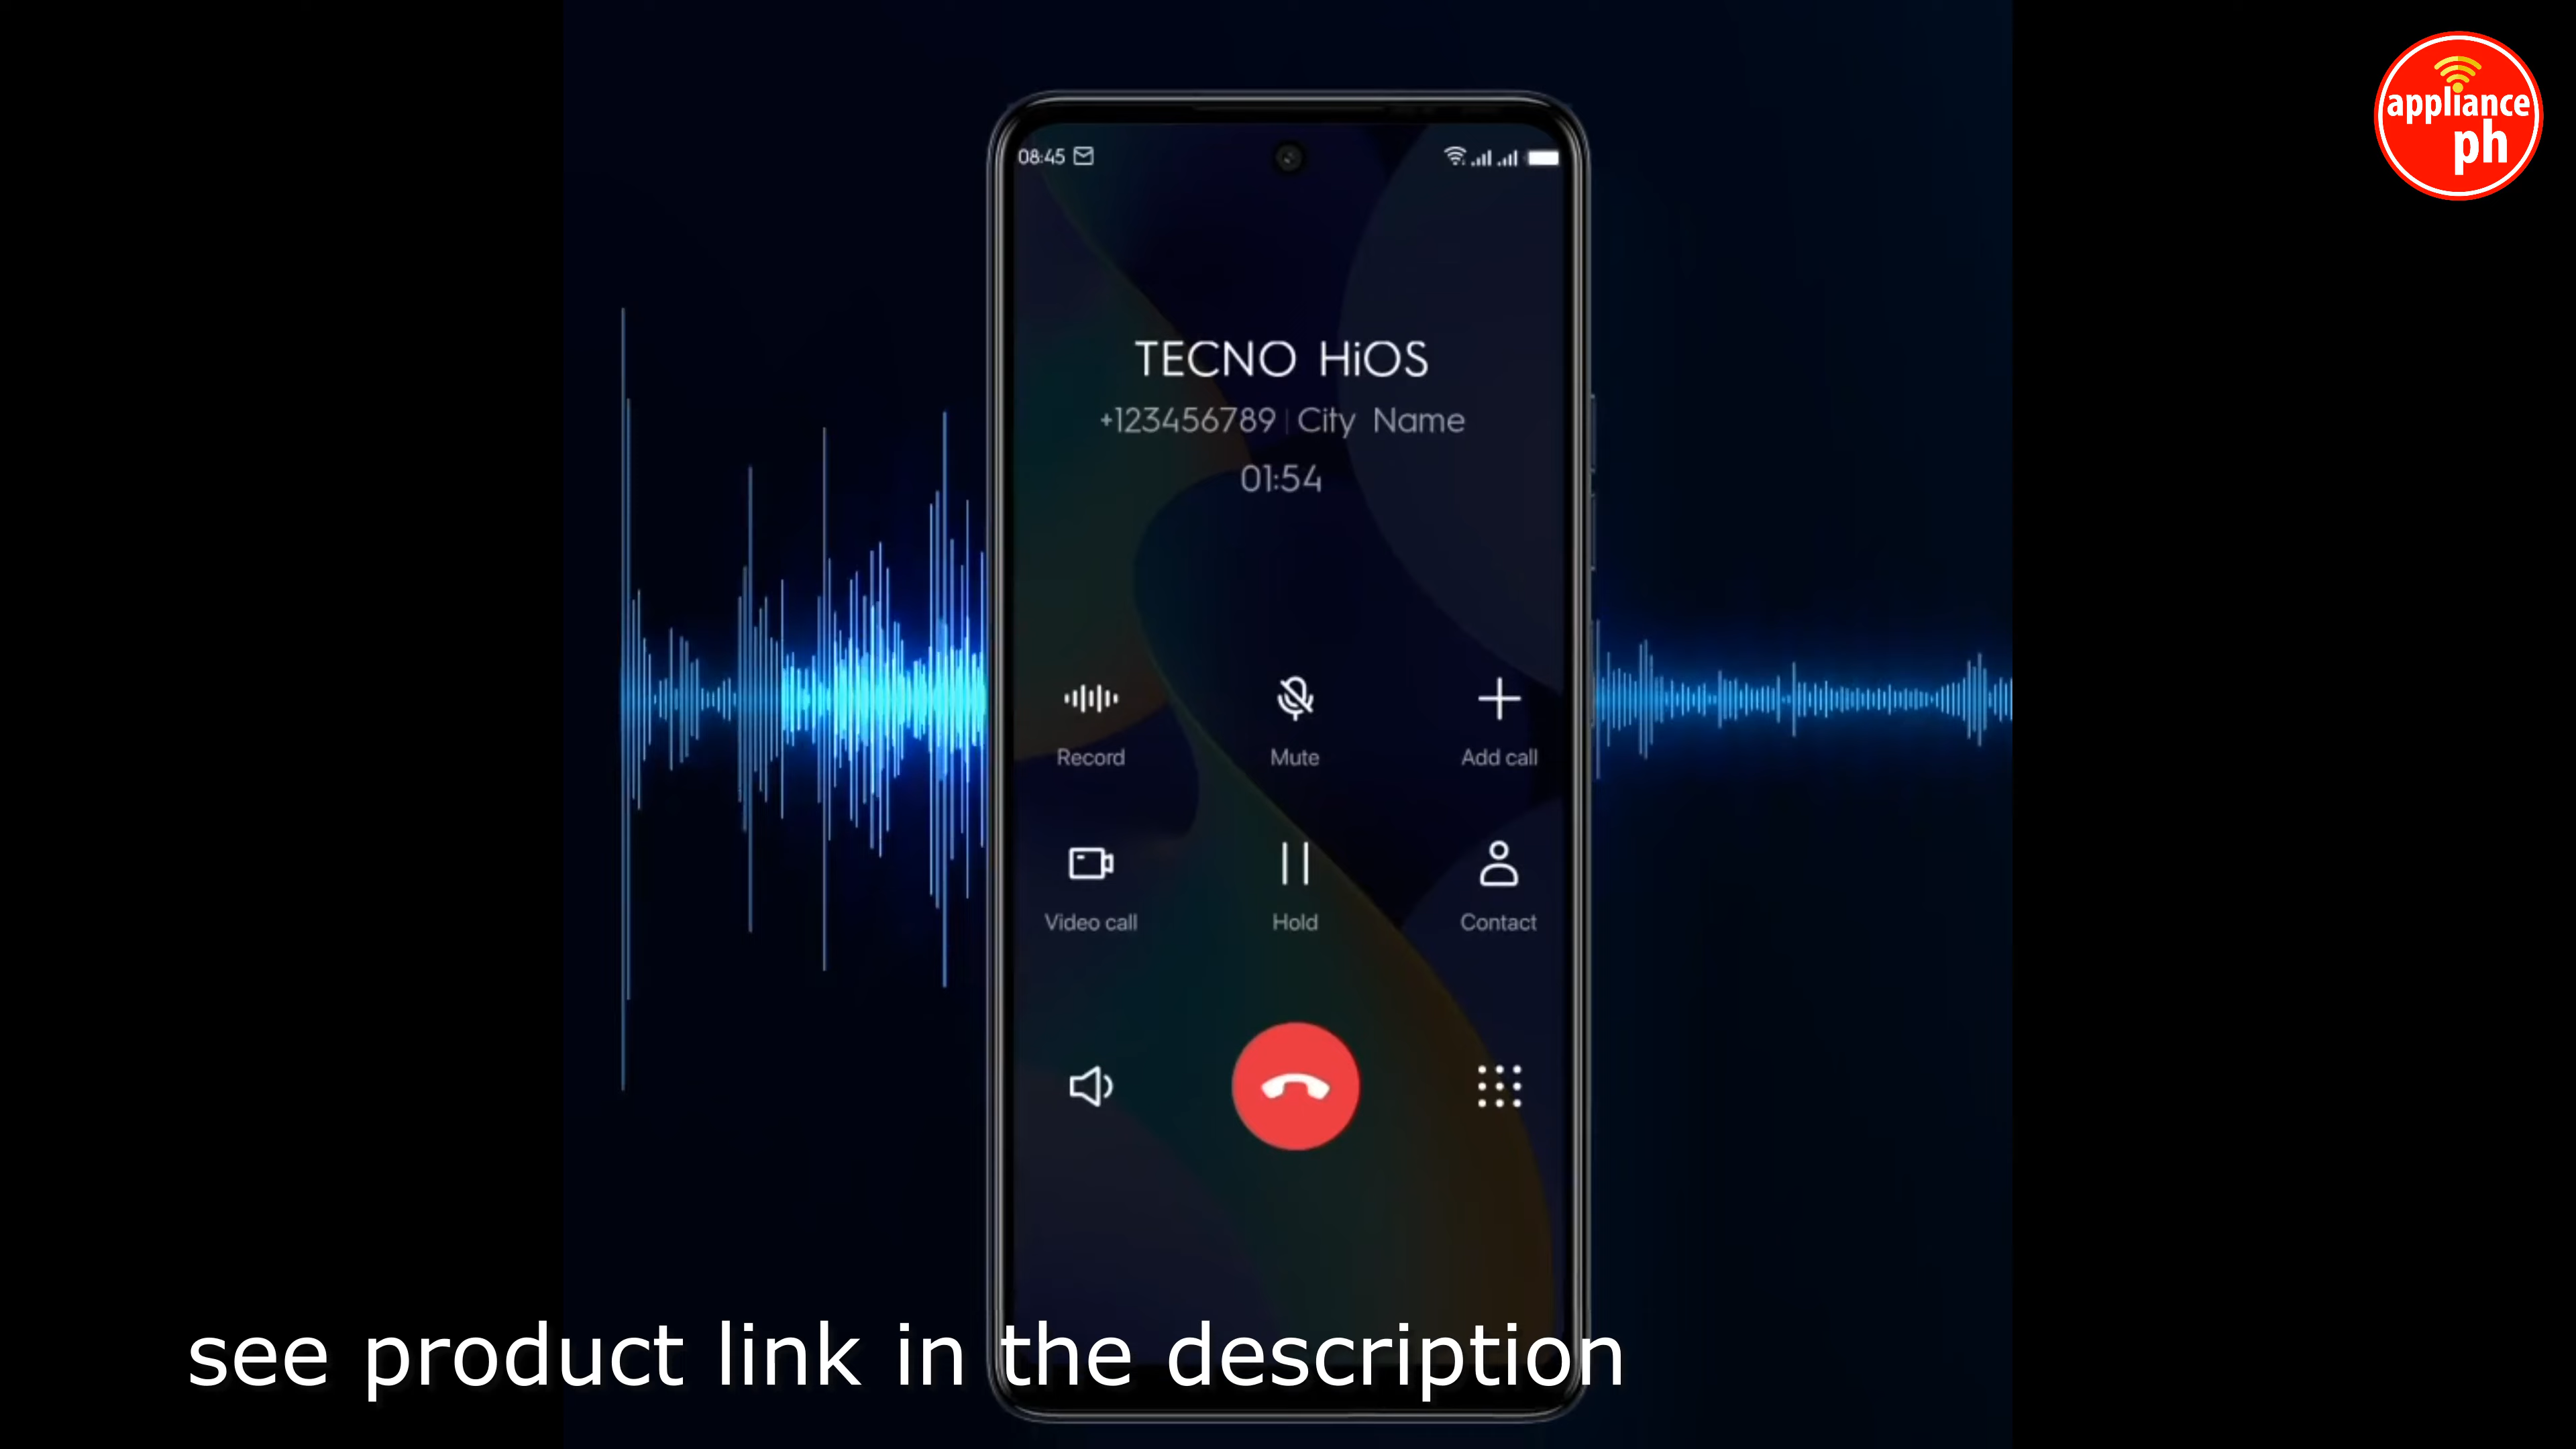 appliance
ph
08:45
TECNO HiOS
+123456789 | City Name
01:54
Record Mute Add call
Video call Hold Contact
see product link in the description